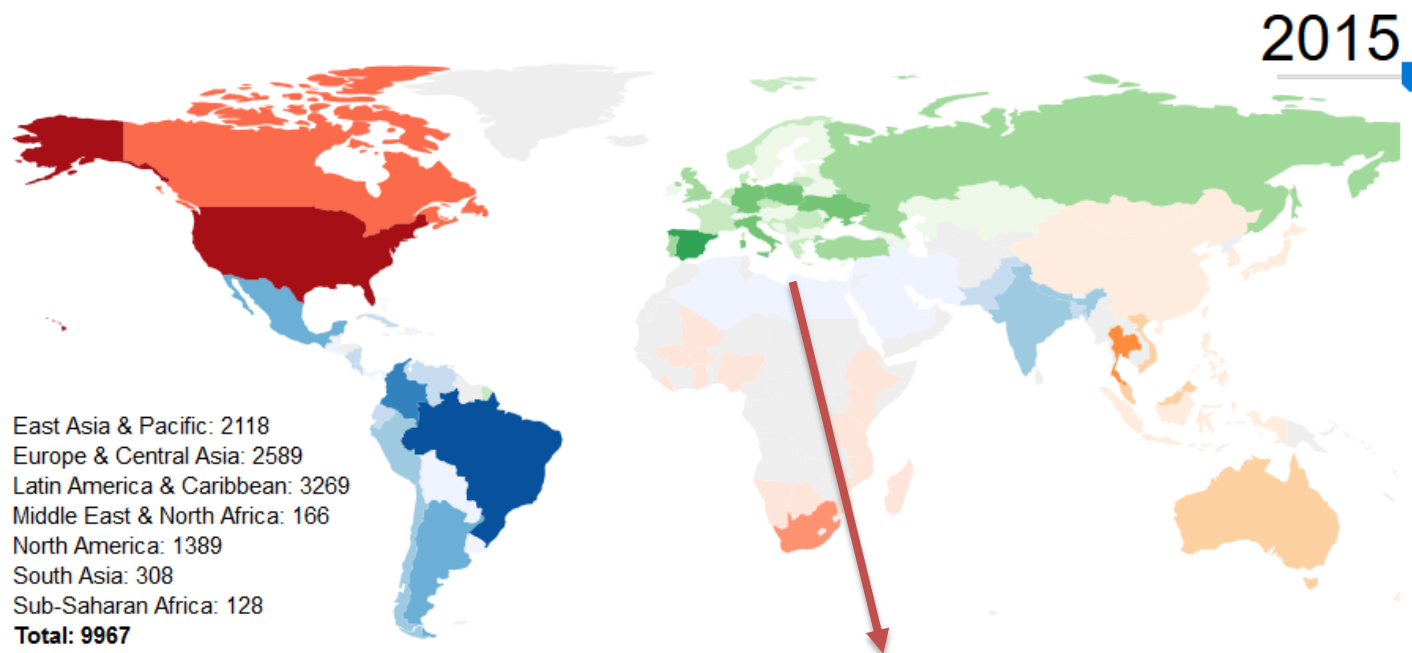 2015
East Asia & Pacific: 2118
Europe & Central Asia: 2589
Latin America & Caribbean: 3269
Middle East & North Africa: 166
North America: 1389
South Asia: 308
Sub-Saharan Africa: 128
Total: 9967